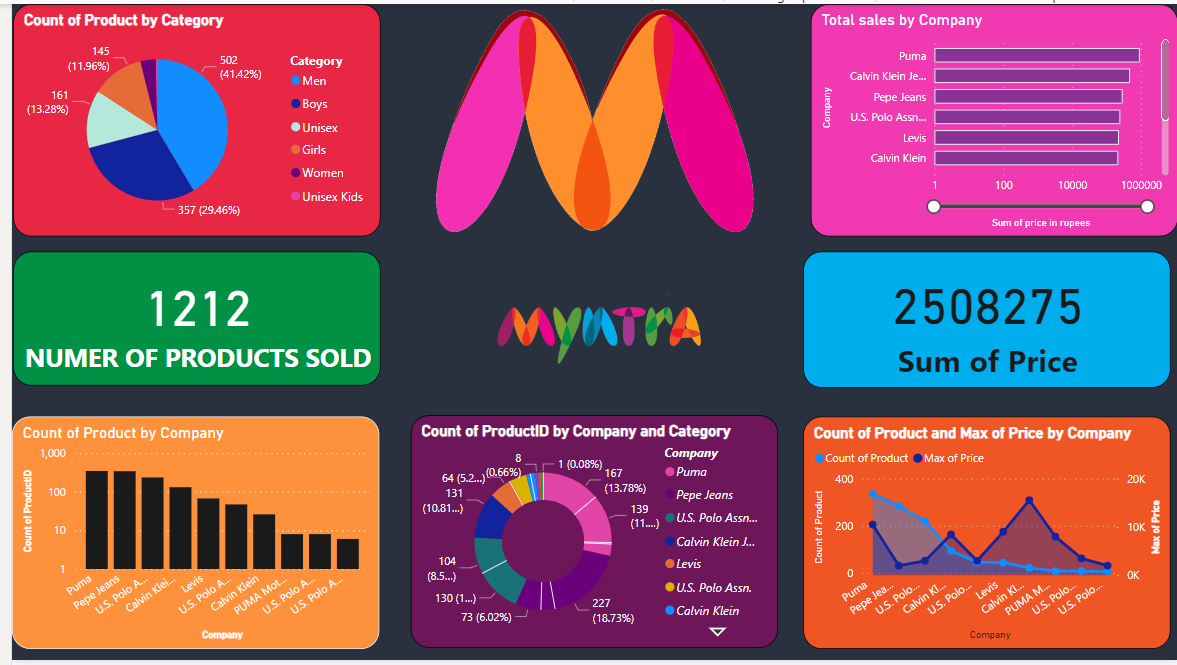 Count of Product by Category
145
(11.96%)
502
(41.42%)
161
(13.28%)
357 (29.46%)
Category
Men
Boys
Unisex
Girls
Women
Unisex Kids
Total sales by Company
Company
Puma
Calvin Klein Je...
Pepe Jeans
U.S. Polo Assn...
Levis
Calvin Klein
1
100
10000
1000000
Sum of price in rupees
1212
NUMER OF PRODUCTS SOLD
MYNTRA
2508275
Sum of Price
Count of Product by Company
Count of ProductID
1,000
100
10
1
Puma
Pepe Jeans
U.S. Polo A...
Calvin Klei...
Levis
U.S. Polo A...
Calvin Klein
PUMA Mot...
U.S. Polo A...
U.S. Polo A...
Company
Count of ProductID by Company and Category
8
(0.66%)
1 (0.08%)
167
(13.78%)
139
(11....)
227
(18.73%)
73 (6.02%)
130 (1...)
104
(8.5...)
131
(10.81...)
64 (5.2...)
Company
Puma
Pepe Jeans
U.S. Polo Assn...
Calvin Klein J...
Levis
U.S. Polo Assn.
Calvin Klein
Count of Product and Max of Price by Company
Count of Product
Max of Price
Count of Product
400
200
0
20K
10K
0K
Max of Price
Puma
Pepe Jea...
U.S. Polo...
Calvin Kl...
U.S. Polo...
Levis
Calvin Kl...
PUMA M...
U.S. Polo...
U.S. Polo...
Company